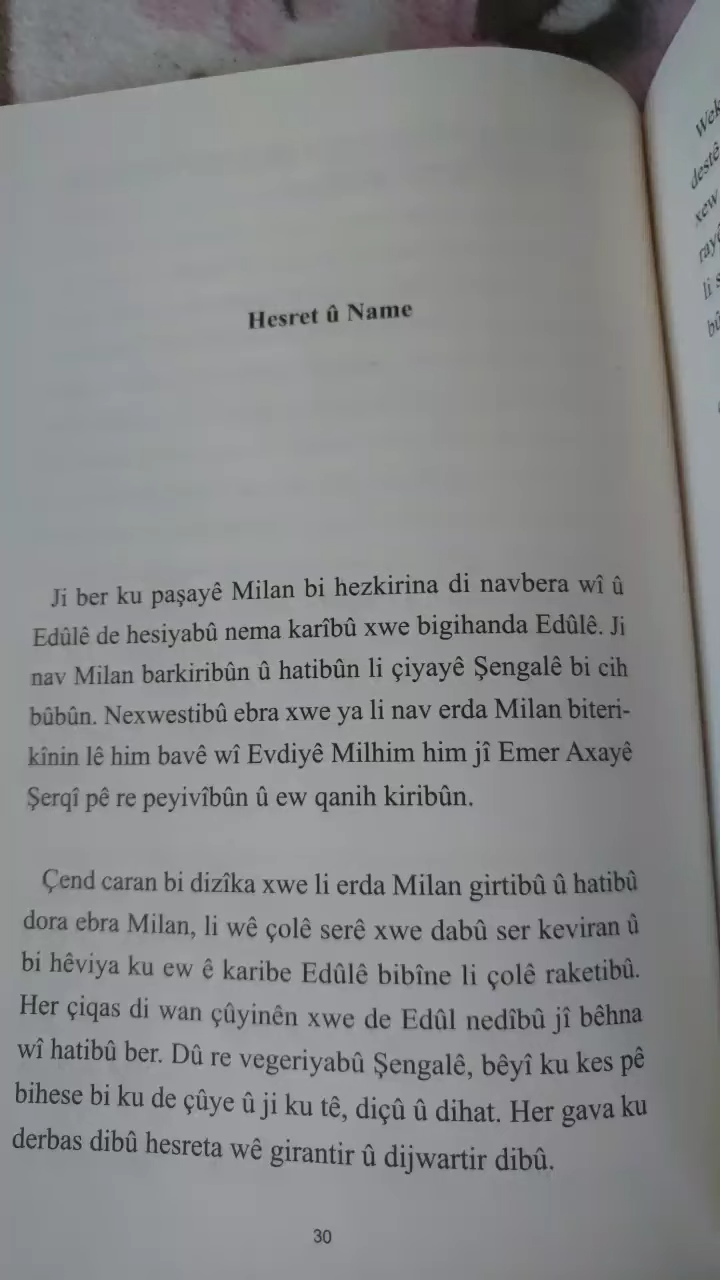 Hesret û Name
Ji ber ku paşayê Milan bi hezkirina di navbera wî û
Edûlê de hesiyabû nema karîbû xwe bigihanda Edûlê. Ji
nav Milan barkiribûn û hatibûn li çiyayê Şengalê bi cih
bûbûn. Nexwestibû ebra xwe ya li nav erda Milan biteri-
kînin lê him bavê wî Evdiyê Milhim him jî Emer Axayê
Şerqî pê re peyivîbûn û ew qanih kiribûn.
Çend caran bi dizîka xwe li erda Milan girtibû û hatibû
dora ebra Milan, li wê çolê serê xwe dabû ser keviran û
bi hêviya ku ew ê karibe Edûlê bibîne li çolê raketibû.
Her çiqas di wan çûyinên xwe de Edûl nedîbû jî bêhna
wî hatibû ber. Dû re vegeriyabû Şengalê, bêyî ku kes pê
bihese bi ku de çûye û ji ku tê, diçû û dihat. Her gava ku
derbas dibû hesreta wê girantir û dijwartir dibû.
30
Wek
destê
xew
li s